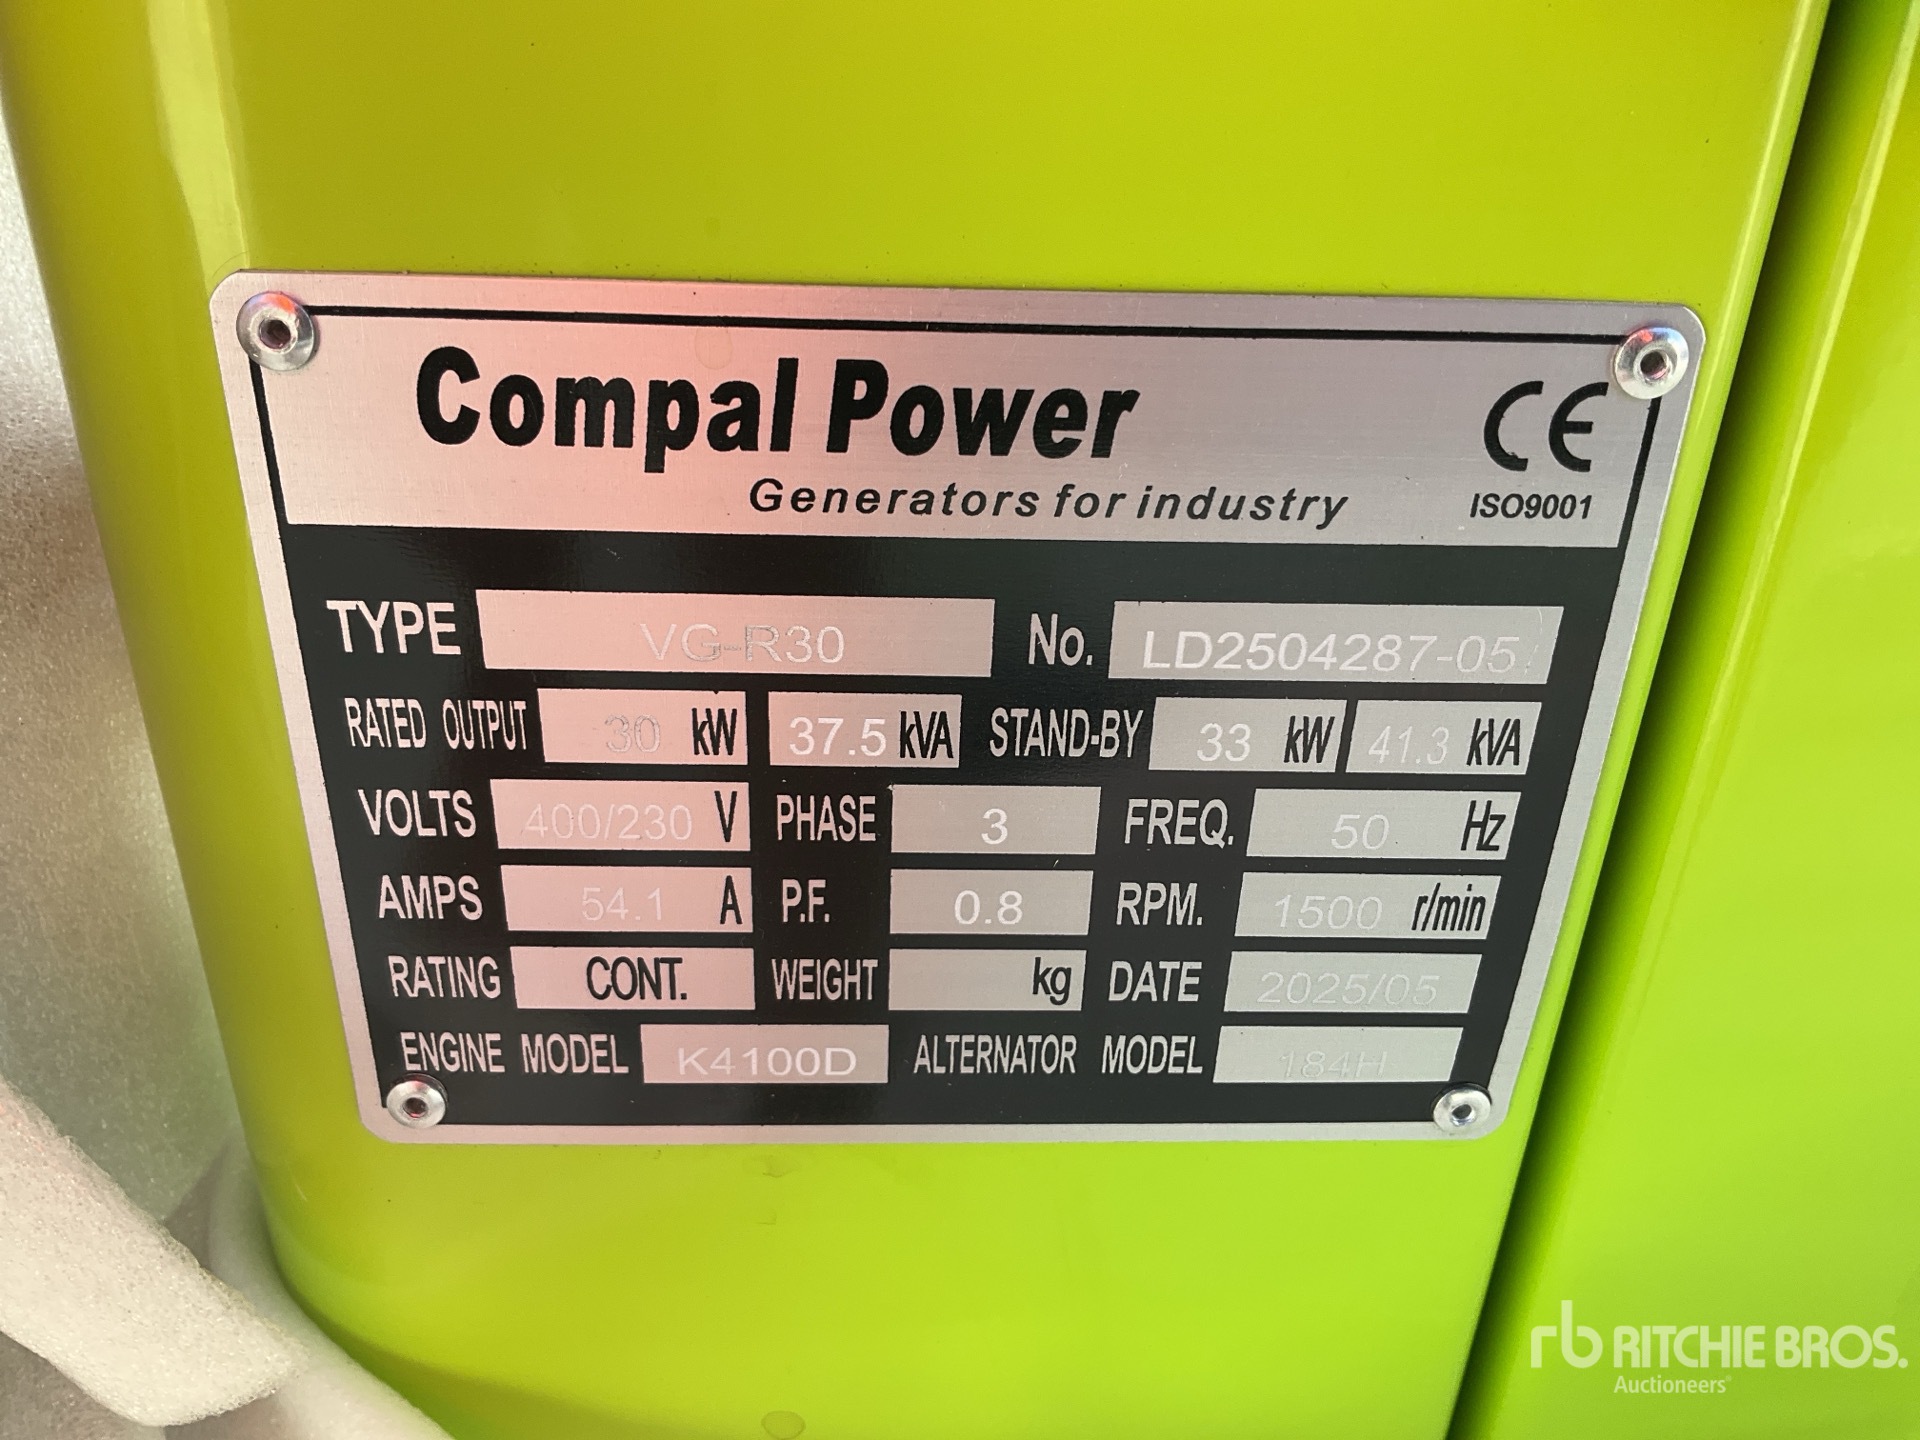 Compal Power
CE
Generators for industry
ISO9001
TYPE VG-R30 No. LD2504287-05
RATED OUTPUT 30 kW 37.5 kVA STAND-BY 33 kW 41.3 kVA
VOLTS 400/230 V PHASE 3 FREQ. 50 Hz
AMPS 54.1 A P.F. 0.8 RPM. 1500 r/min
RATING CONT. WEIGHT kg DATE 2025/05
ENGINE MODEL K4100D ALTERNATOR MODEL 184H
rb RITCHIE BROS.
Auctioneers